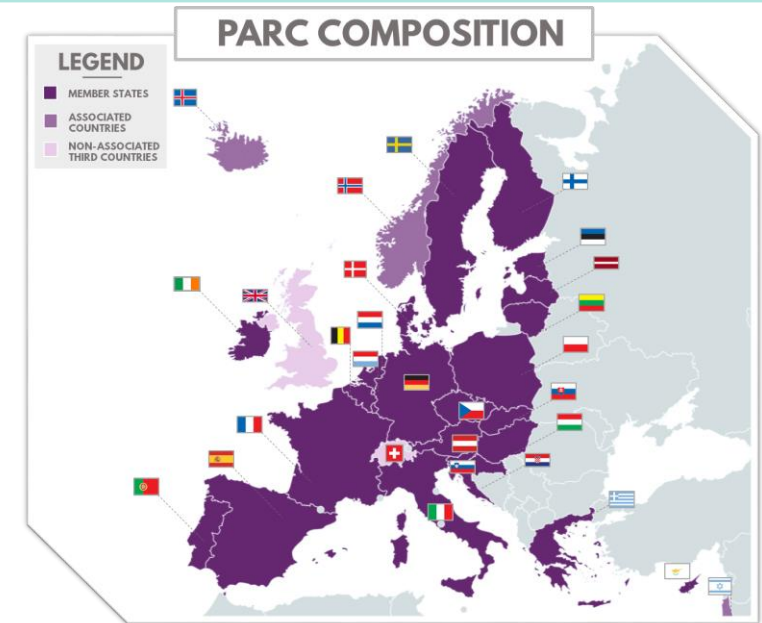 PARC COMPOSITION
LEGEND
MEMBER STATES
ASSOCIATED
COUNTRIES
NON-ASSOCIATED
THIRD COUNTRIES